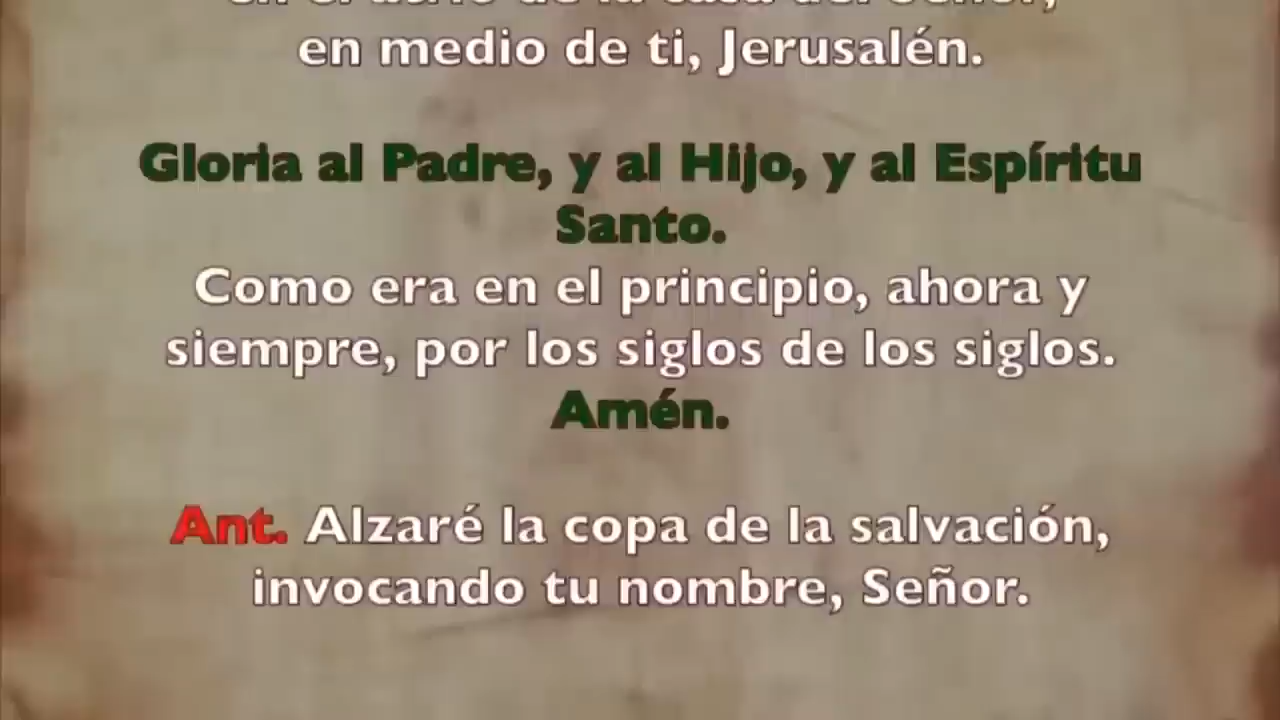 en medio de ti, Jerusalén.
Gloria al Padre, y al Hijo, y al Espíritu
Santo.
Como era en el principio, ahora y
siempre, por los siglos de los siglos.
Amén.
Ant. Alzaré la copa de la salvación,
invocando tu nombre, Señor.